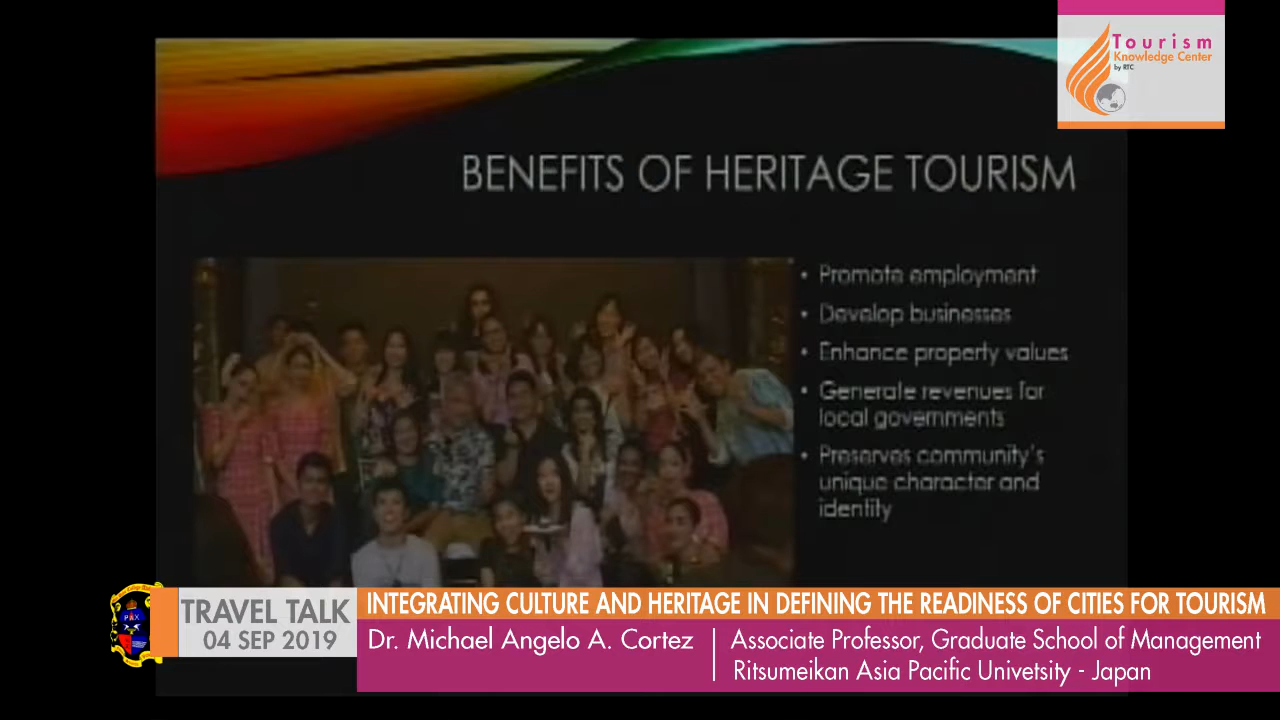 Tourism
Knowledge Center
by RTC
BENEFITS OF HERITAGE TOURISM
• Promote employment
• Develop businesses
• Enhance property values
• Generate revenues for
local governments
• Preserves community's
unique character and
identity
PAX
TRAVEL TALK
04 SEP 2019
INTEGRATING CULTURE AND HERITAGE IN DEFINING THE READINESS OF CITIES FOR TOURISM
Dr. Michael Angelo A. Cortez
Associate Professor, Graduate School of Management
Ritsumeikan Asia Pacific Univetsity - Japan